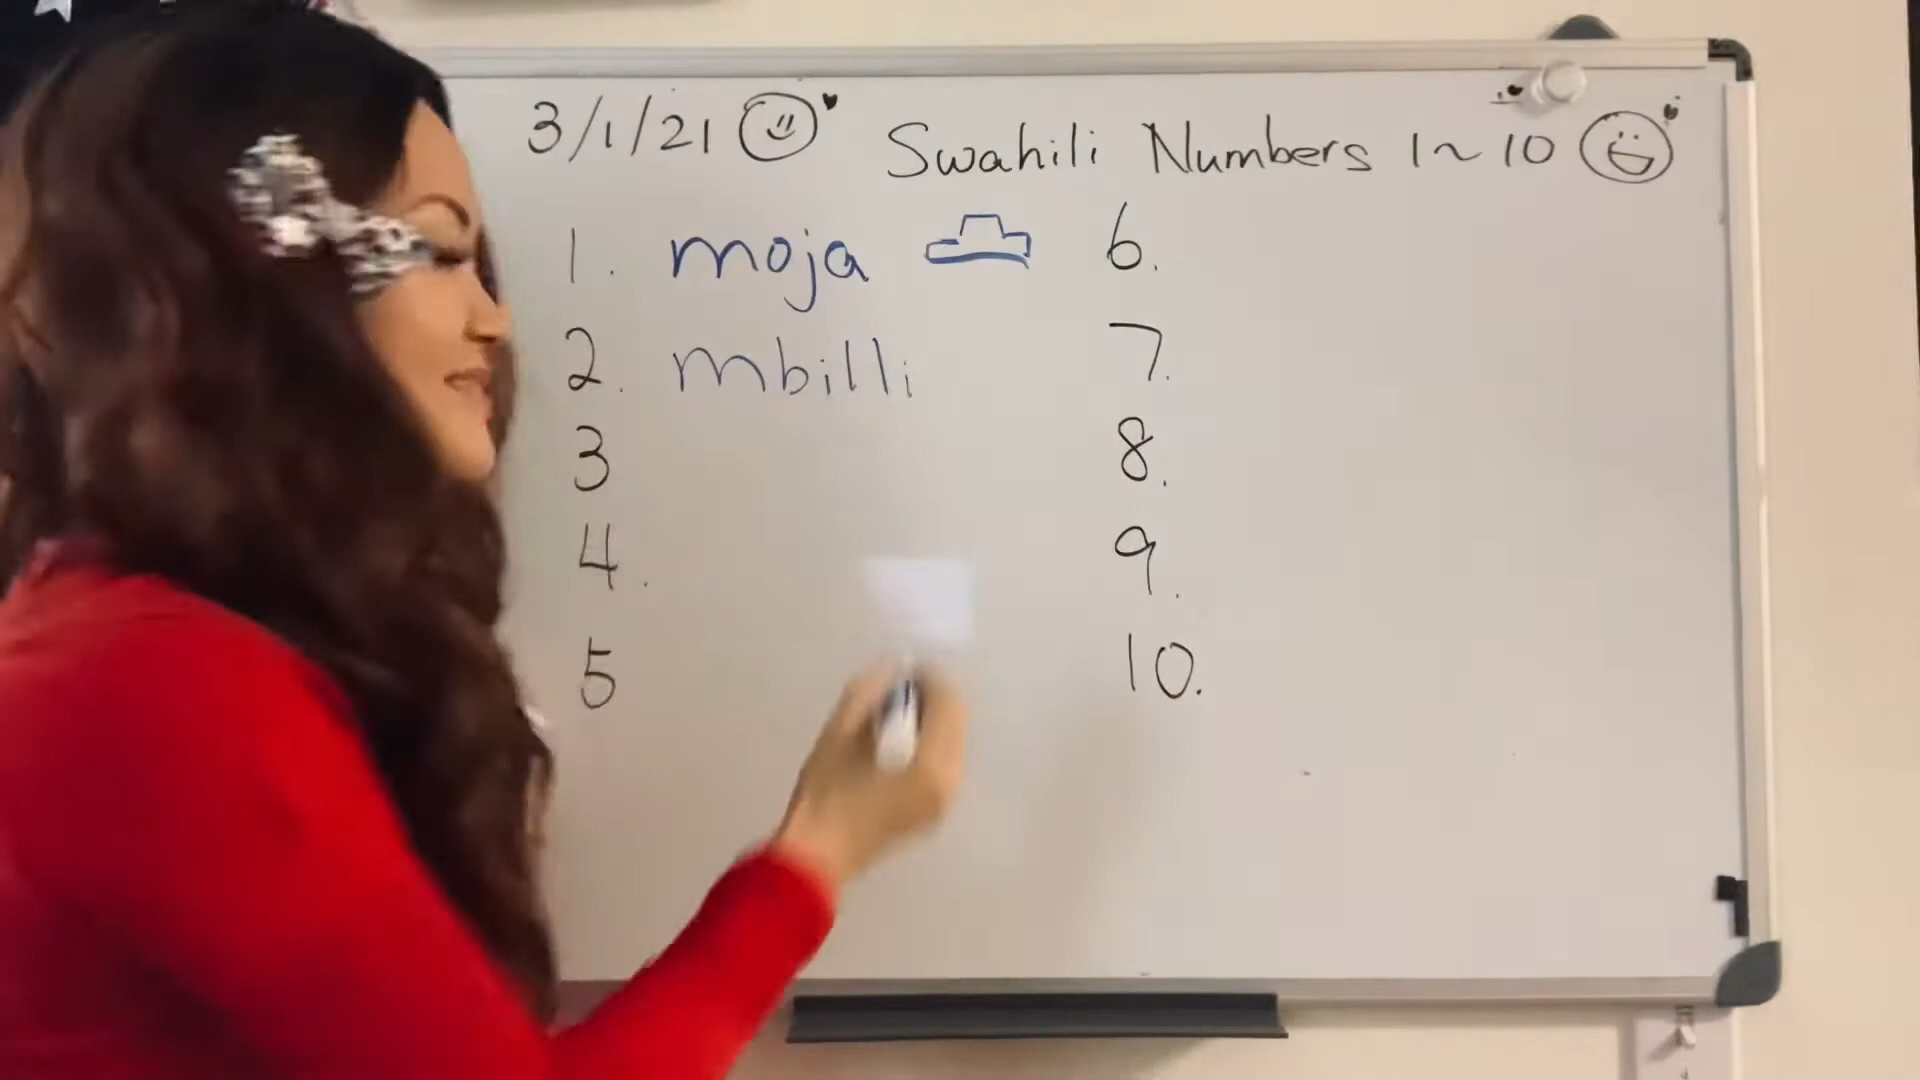 3/1/21 Swahili Numbers 1~10
1. moja
2. mbilli
3
4.
5
6.
7.
8.
9.
10.